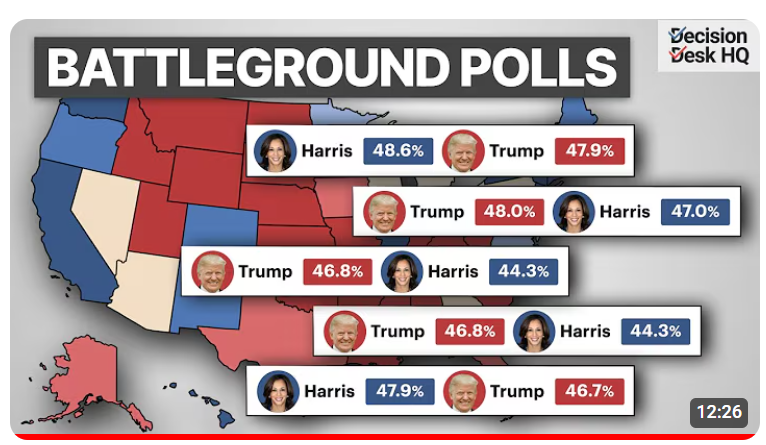 BATTLEGROUND POLLS
Decision
Desk HQ
Harris 48.6% Trump 47.9%
Trump 48.0% Harris 47.0%
Trump 46.8% Harris 44.3%
Trump 46.8% Harris 44.3%
Harris 47.9% Trump 46.7%
12:26